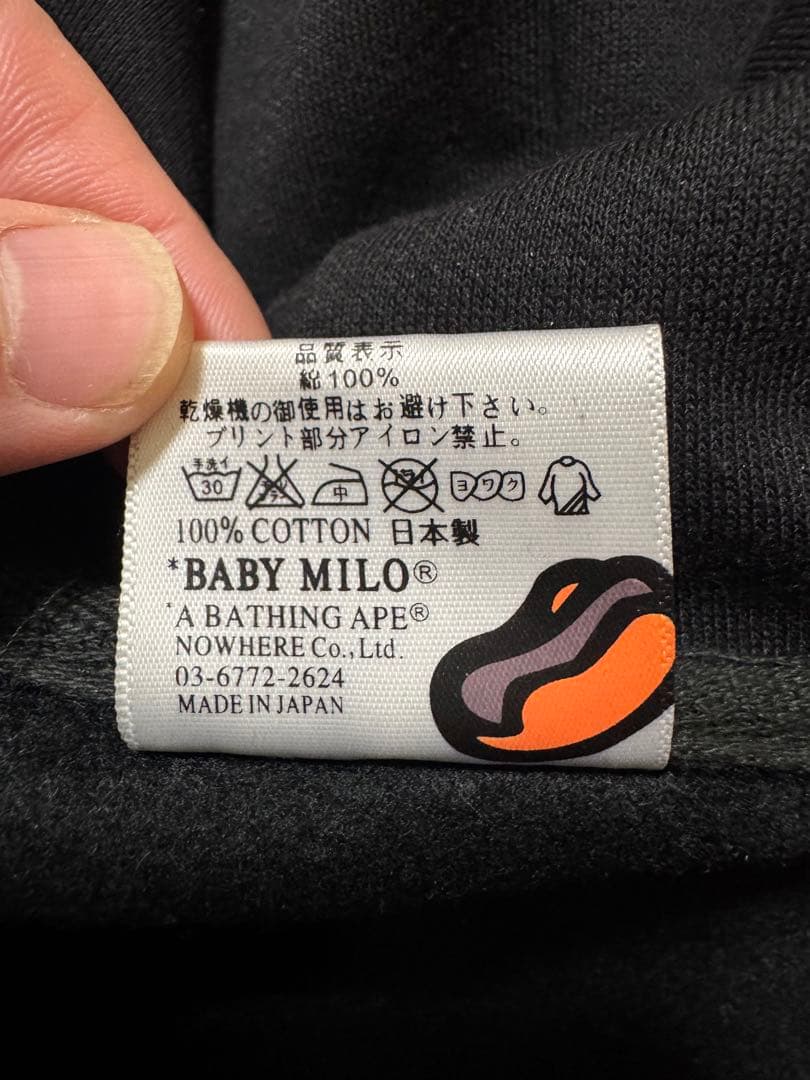 品質表示
綿100%
乾燥機の御使用はお避け下さい。
プリント部分アイロン禁止。
手洗イ 30 中 ドライ ヨワク
100% COTTON 日本製
*BABY MILO®
*A BATHING APE®
NOWHERE Co.,Ltd.
03-6772-2624
MADE IN JAPAN